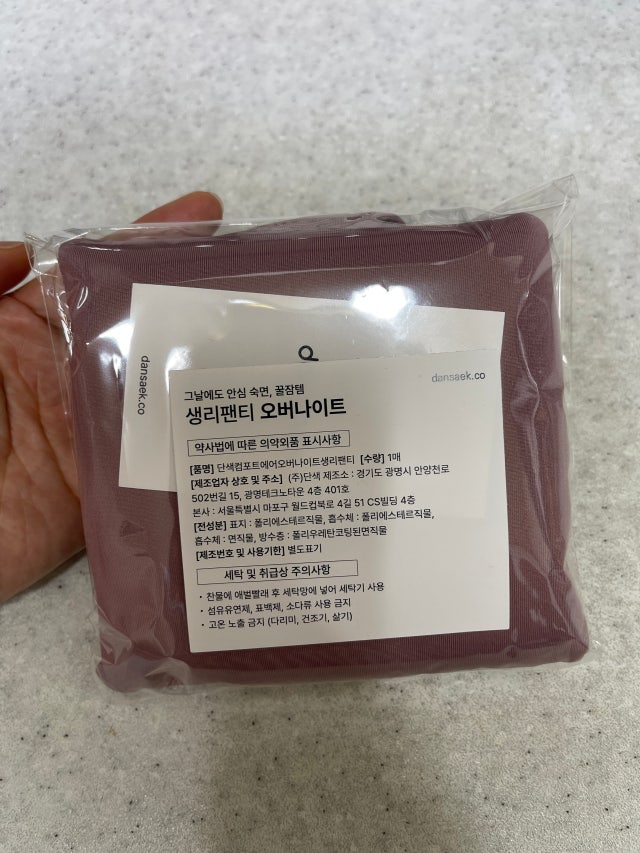 dansaek.co
dansaek.co
그날에도 안심 숙면, 꿀잠템
생리팬티 오버나이트
약사법에 따른 의약외품 표시사항
[품명] 단색컴포트에어오버나이트생리팬티 [수량] 1매
[제조업자 상호 및 주소] (주)단색 제조소 : 경기도 광명시 안양천로
502번길 15, 광명테크노타운 4층 401호
본사 : 서울특별시 마포구 월드컵북로 4길 51 CS빌딩 4층
[전성분] 표지 : 폴리에스테르직물, 흡수체 : 폴리에스테르직물,
흡수체 : 면직물, 방수층 : 폴리우레탄코팅된면직물
[제조번호 및 사용기한] 별도표기
세탁 및 취급상 주의사항
· 찬물에 애벌빨래 후 세탁망에 넣어 세탁기 사용
· 섬유유연제, 표백제, 소다류 사용 금지
· 고온 노출 금지 (다리미, 건조기, 삶기)